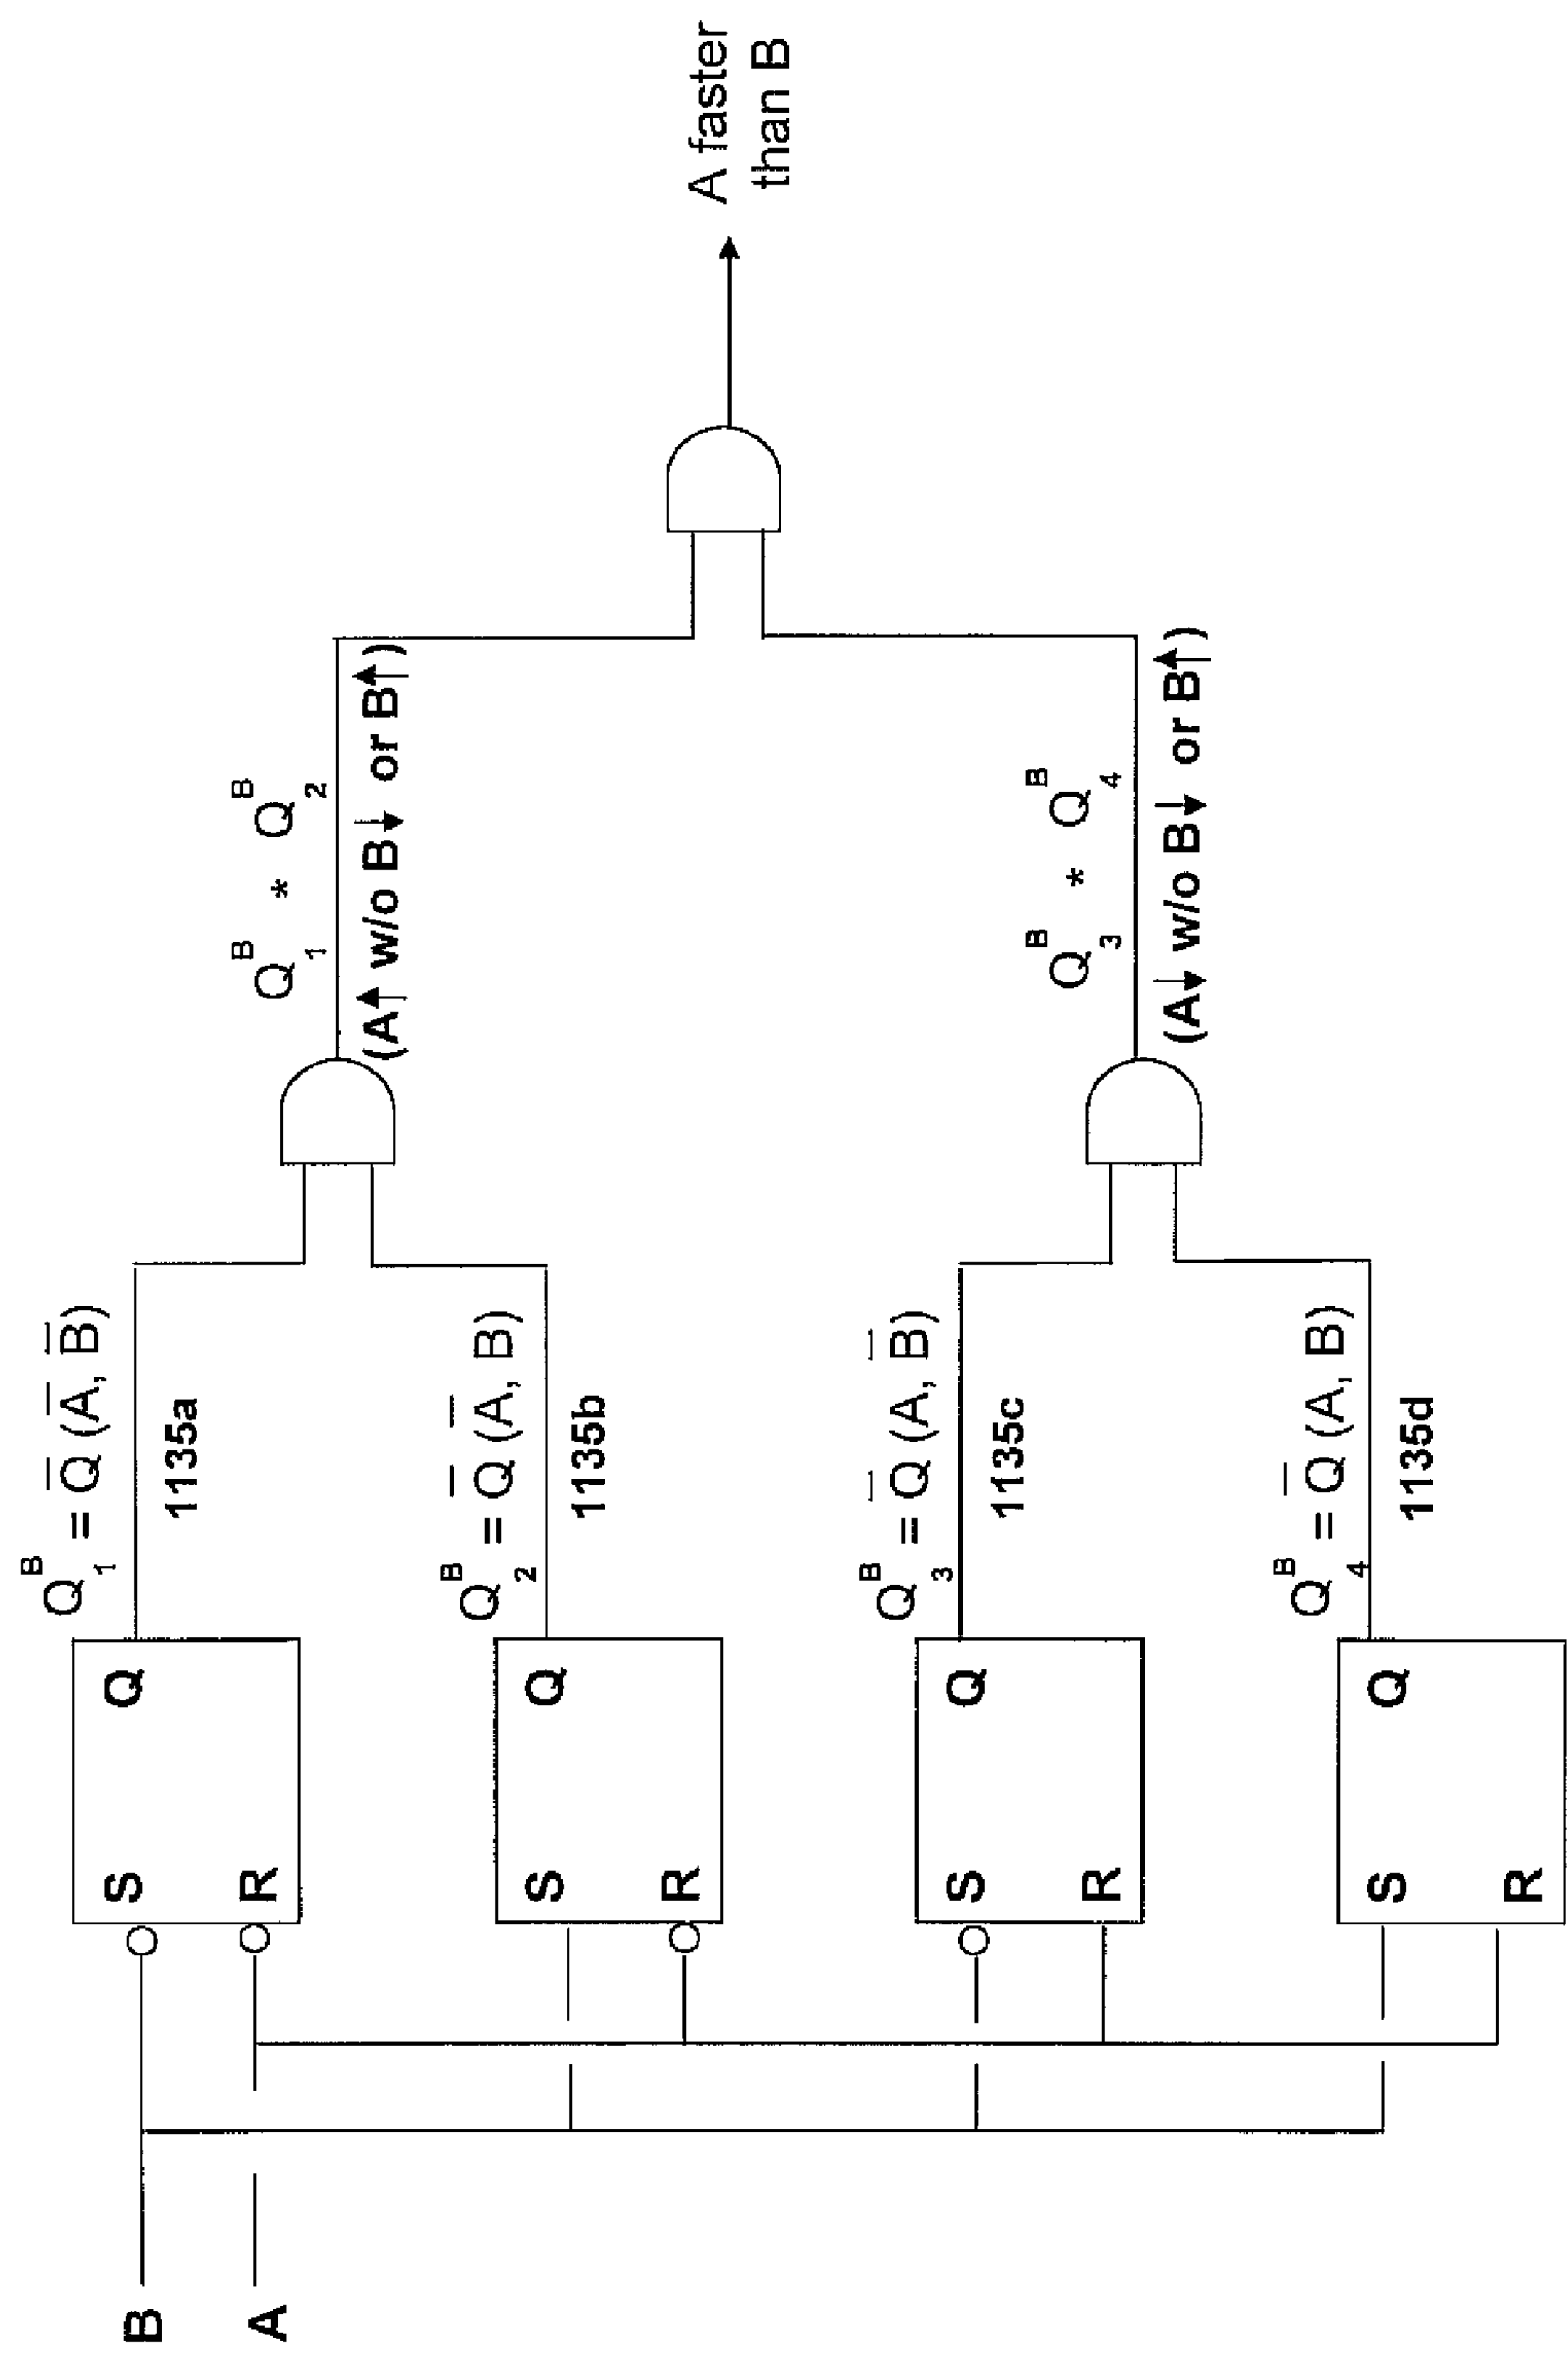 B
A
S Q
R
Q₁ᴮ = Q̅ (A̅, B̅)
1135a
S Q
R
Q₂ᴮ = Q̅ (A̅, B)
1135b
S Q
R
Q₃ᴮ = Q̅ (A, B̅)
1135c
S Q
R
Q₄ᴮ = Q̅ (A, B)
1135d
Q₁ᴮ * Q₂ᴮ
(A↑ w/o B↓ or B↑)
Q₃ᴮ * Q₄ᴮ
(A↓ w/o B↓ or B↑)
A faster
than B